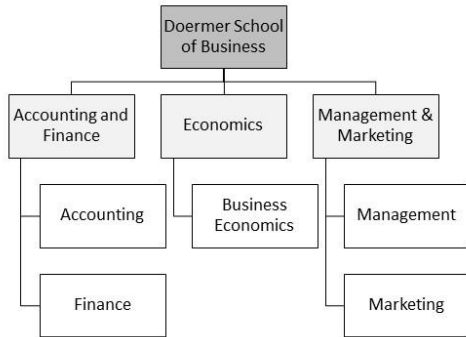 Doermer School
of Business
Accounting and
Finance
Economics
Management &
Marketing
Accounting
Business
Economics
Management
Finance
Marketing